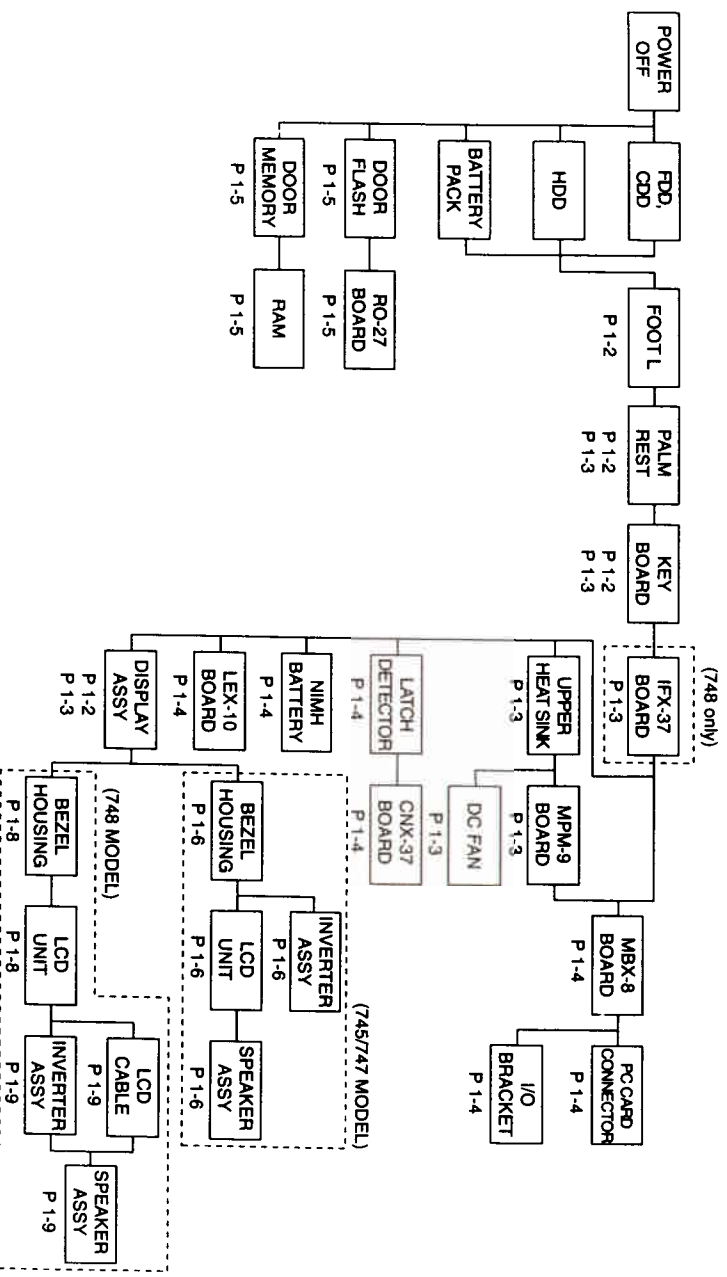 POWER
OFF
FDD,
CDD
HDD
BATTERY
PACK
DOOR
FLASH
P 1-5
DOOR
MEMORY
P 1-5
RO-27
BOARD
P 1-5
RAM
P 1-5
FOOT L
P 1-2
PALM
REST
P 1-2
P 1-3
KEY
BOARD
P 1-2
P 1-3
(748 only)
IFX-37
BOARD
P 1-3
UPPER
HEAT SINK
P 1-3
LATCH
DETECTOR
P 1-4
NIMH
BATTERY
P 1-4
LEX-10
BOARD
P 1-4
DISPLAY
ASSY
P 1-2
P 1-3
MPM-9
BOARD
P 1-3
DC FAN
P 1-3
CNX-37
BOARD
P 1-4
MBX-8
BOARD
P 1-4
PC CARD
CONNECTOR
P 1-4
I/O
BRACKET
P 1-4
(745/747 MODEL)
BEZEL
HOUSING
P 1-6
INVERTER
ASSY
P 1-6
LCD
UNIT
P 1-6
SPEAKER
ASSY
P 1-6
(748 MODEL)
BEZEL
HOUSING
P 1-8
LCD
UNIT
P 1-8
LCD
CABLE
P 1-9
INVERTER
ASSY
P 1-9
SPEAKER
ASSY
P 1-9